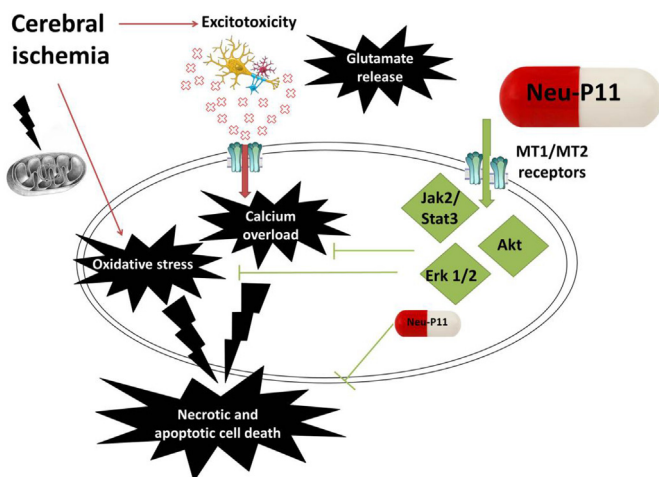 Cerebral
ischemia
Excitotoxicity
Glutamate
release
Neu-P11
MT1/MT2
receptors
Jak2/
Stat3
Akt
Calcium
overload
Oxidative stress
Erk 1/2
Neu-P11
Necrotic and
apoptotic cell death